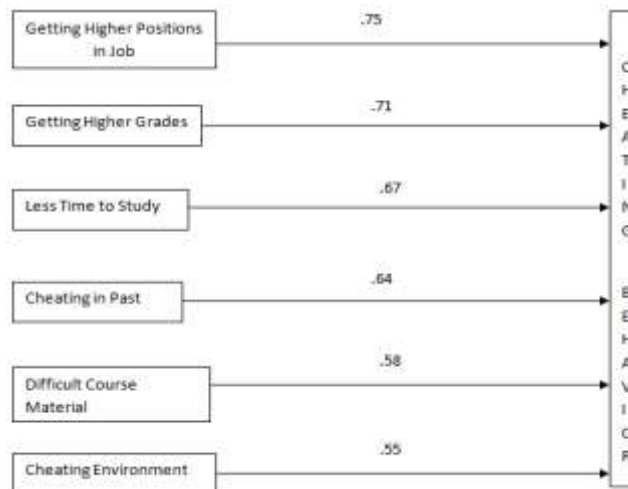 Getting Higher Positions
in Job
.75
Getting Higher Grades
.71
Less Time to Study
.67
Cheating in Past
.64
Difficult Course
Material
.58
Cheating Environment
.55
C
H
E
A
T
I
N
G
B
E
H
A
V
I
O
R